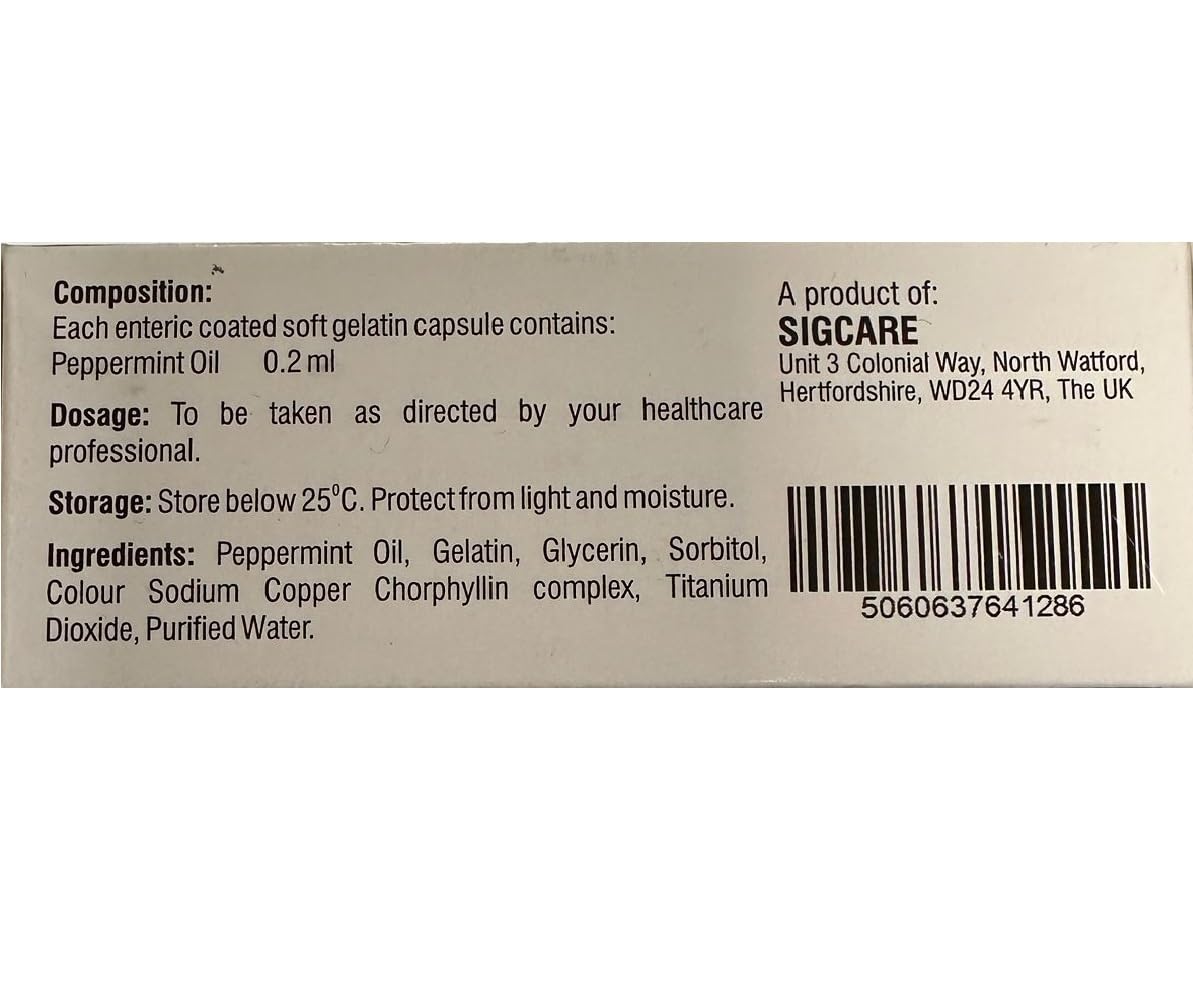 Composition:
Each enteric coated soft gelatin capsule contains:
Peppermint Oil 0.2 ml
Dosage: To be taken as directed by your healthcare
professional.
Storage: Store below 25°C. Protect from light and moisture.
Ingredients: Peppermint Oil, Gelatin, Glycerin, Sorbitol,
Colour Sodium Copper Chorphyllin complex, Titanium
Dioxide, Purified Water.
A product of:
SIGCARE
Unit 3 Colonial Way, North Watford,
Hertfordshire, WD24 4YR, The UK
5060637641286